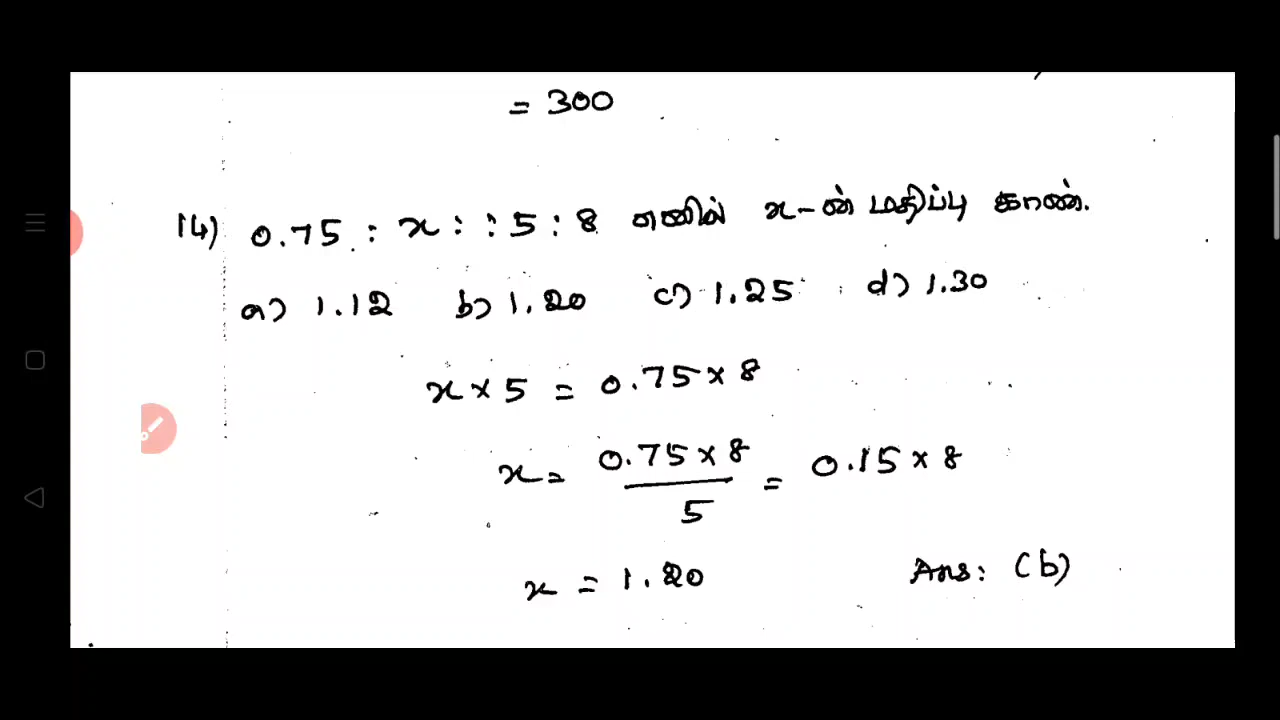 = 300
14) 0.75 : x : : 5 : 8 எனில் x-ன் மதிப்பு காண்.
a) 1.12 b) 1.20 c) 1.25 d) 1.30
x × 5 = 0.75 × 8
x = 0.75 × 8 / 5 = 0.15 × 8
x = 1.20 Ans: (b)